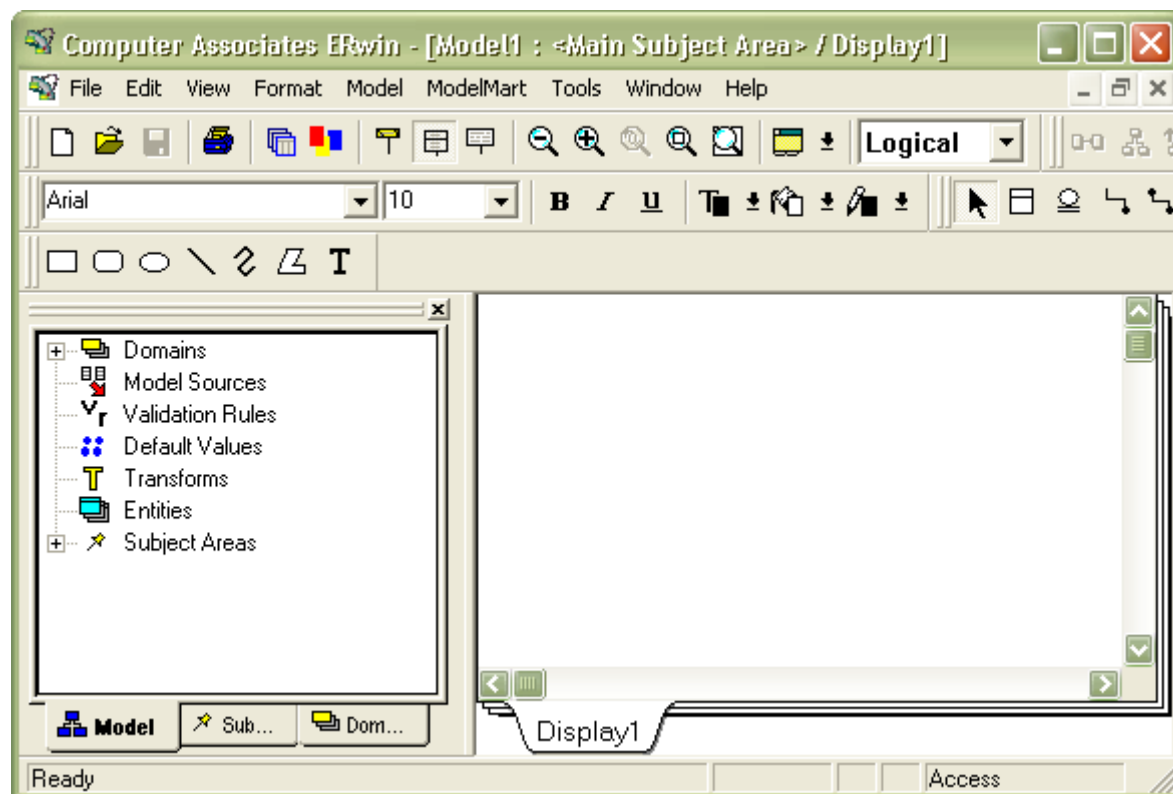 Computer Associates ERwin - [Model1 : <Main Subject Area> / Display1]
File Edit View Format Model ModelMart Tools Window Help
Logical
Arial 10 B I U
T
Domains
Model Sources
Validation Rules
Default Values
Transforms
Entities
Subject Areas
Model Sub... Dom...
Display1
Ready Access